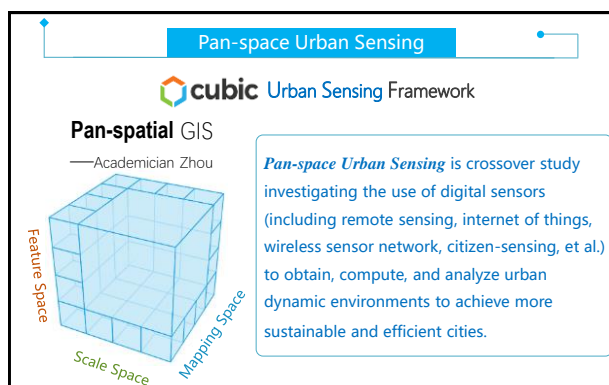 Pan-space Urban Sensing
cubic Urban Sensing Framework
Pan-spatial GIS
——Academician Zhou
Pan-space Urban Sensing is crossover study
investigating the use of digital sensors
(including remote sensing, internet of things,
wireless sensor network, citizen-sensing, et al.)
to obtain, compute, and analyze urban
dynamic environments to achieve more
sustainable and efficient cities.
Feature Space
Scale Space
Mapping Space